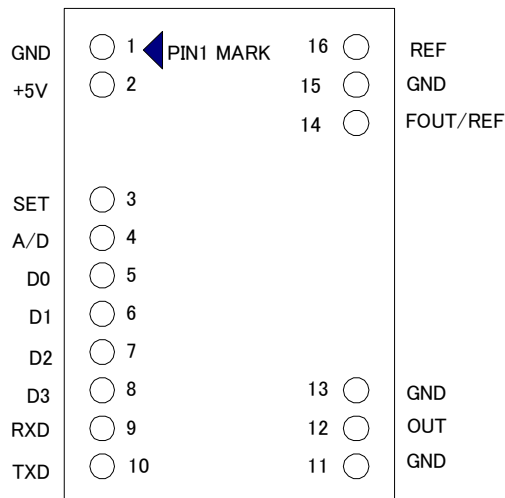 GND 1 PIN1 MARK 16 REF
+5V 2 15 GND
14 FOUT/REF
SET 3
A/D 4
D0 5
D1 6
D2 7
D3 8 13 GND
RXD 9 12 OUT
TXD 10 11 GND